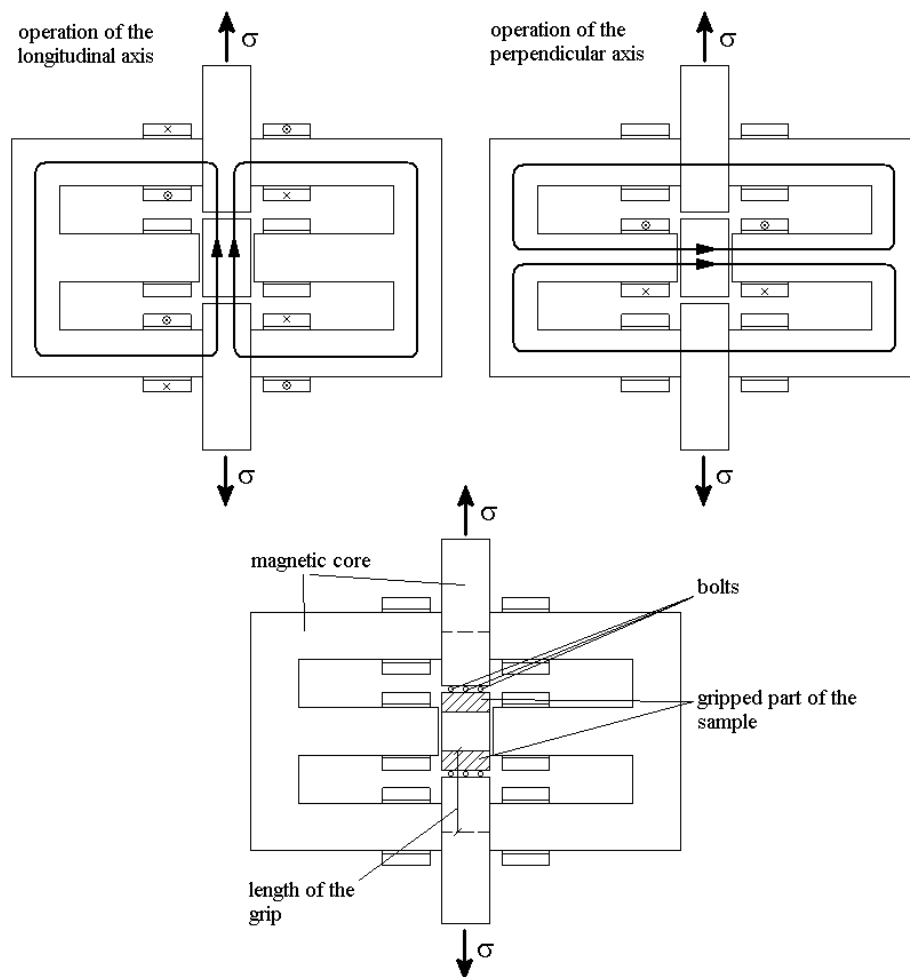 operation of the
longitudinal axis
σ
operation of the
perpendicular axis
σ
σ
σ
σ
magnetic core
bolts
gripped part of the
sample
length of the
grip
σ